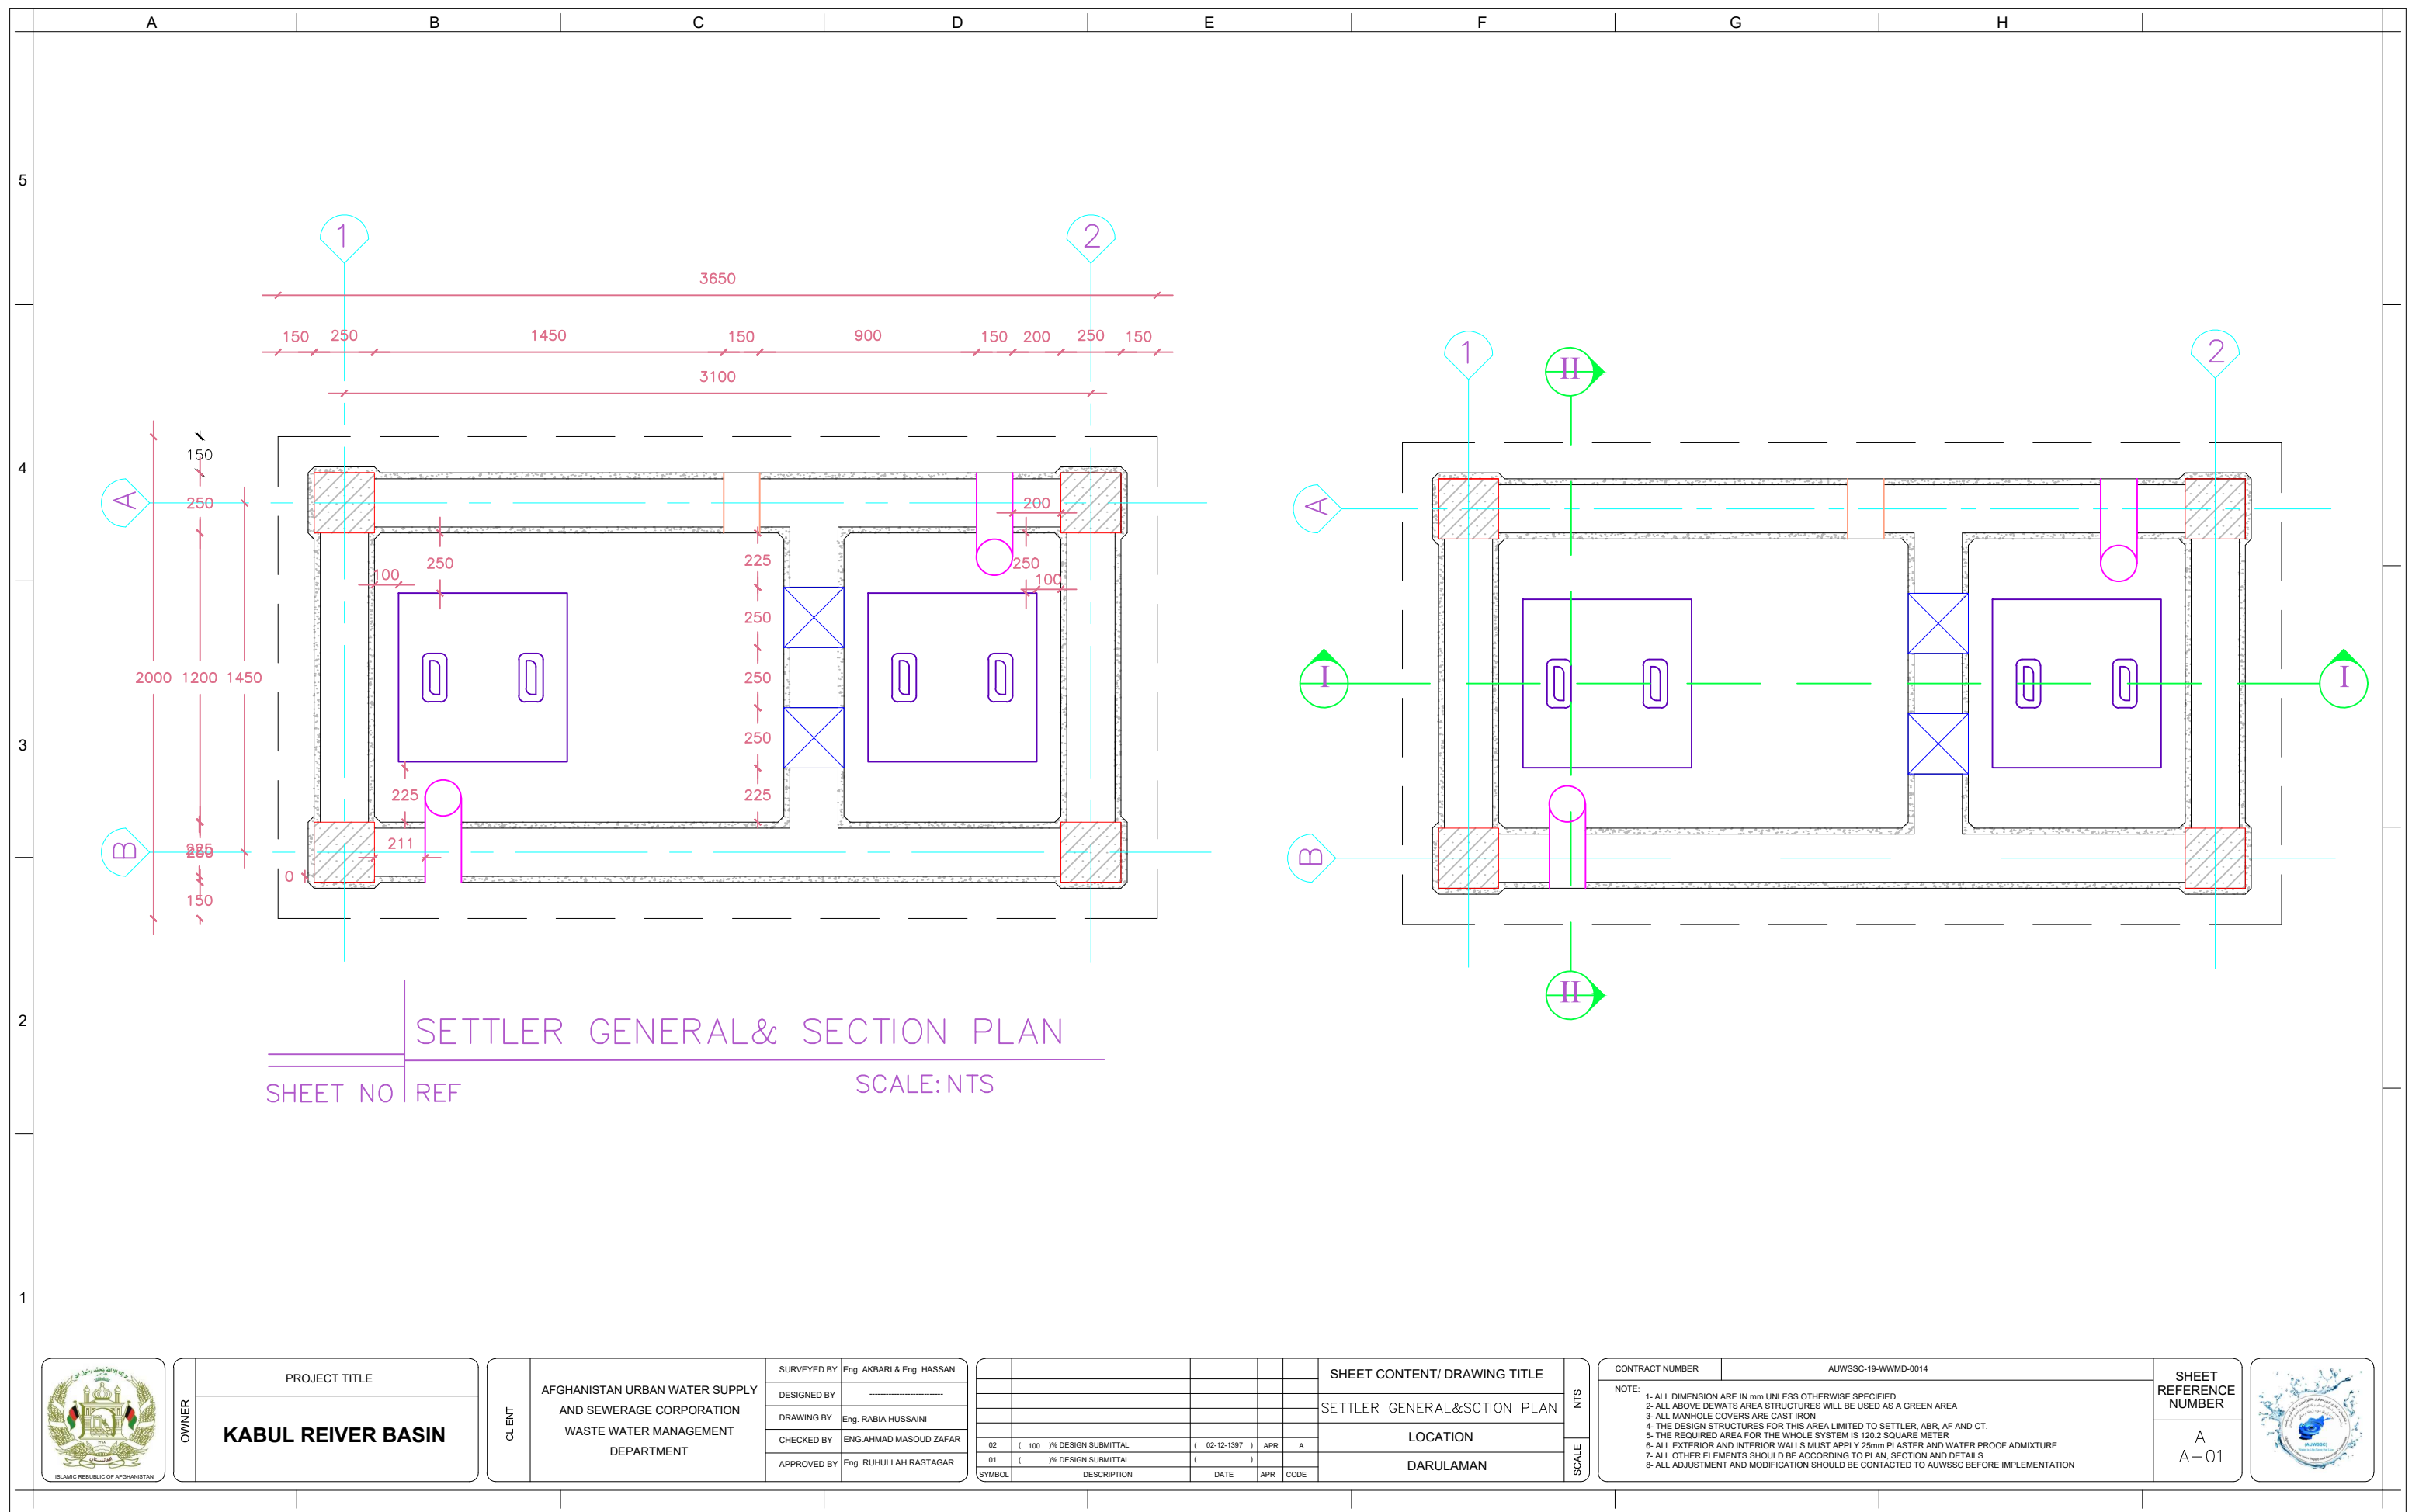 A B C D E F G H
5
4
3
2
1
1 2
3650
150 250 1450 150 900 150 200 250 150
3100
150
250
A
2000 1200 1450
B
225
250
150
0
200
250
100
225
250
100
250
250
250
225
225
211
1 2
II
A
I I
B
II
SETTLER GENERAL& SECTION PLAN
SHEET NO REF
SCALE:NTS
ISLAMIC REBUBLIC OF AFGHANISTAN
OWNER
PROJECT TITLE
KABUL REIVER BASIN
CLIENT
AFGHANISTAN URBAN WATER SUPPLY
AND SEWERAGE CORPORATION
WASTE WATER MANAGEMENT
DEPARTMENT
SURVEYED BY Eng. AKBARI & Eng. HASSAN
DESIGNED BY ---------------------------
DRAWING BY Eng. RABIA HUSSAINI
CHECKED BY ENG.AHMAD MASOUD ZAFAR
APPROVED BY Eng. RUHULLAH RASTAGAR
02 ( 100 )% DESIGN SUBMITTAL ( 02-12-1397 ) APR A
01 ( )% DESIGN SUBMITTAL ( )
SYMBOL DESCRIPTION DATE APR CODE
SHEET CONTENT/ DRAWING TITLE
SETTLER GENERAL&SCTION PLAN
LOCATION
DARULAMAN
NTS
SCALE
CONTRACT NUMBER AUWSSC-19-WWMD-0014
NOTE:
1- ALL DIMENSION ARE IN mm UNLESS OTHERWISE SPECIFIED
2- ALL ABOVE DEWATS AREA STRUCTURES WILL BE USED AS A GREEN AREA
3- ALL MANHOLE COVERS ARE CAST IRON
4- THE DESIGN STRUCTURES FOR THIS AREA LIMITED TO SETTLER, ABR, AF AND CT.
5- THE REQUIRED AREA FOR THE WHOLE SYSTEM IS 120.2 SQUARE METER
6- ALL EXTERIOR AND INTERIOR WALLS MUST APPLY 25mm PLASTER AND WATER PROOF ADMIXTURE
7- ALL OTHER ELEMENTS SHOULD BE ACCORDING TO PLAN, SECTION AND DETAILS
8- ALL ADJUSTMENT AND MODIFICATION SHOULD BE CONTACTED TO AUWSSC BEFORE IMPLEMENTATION
SHEET
REFERENCE
NUMBER
A
A-01
(AUWSSC)